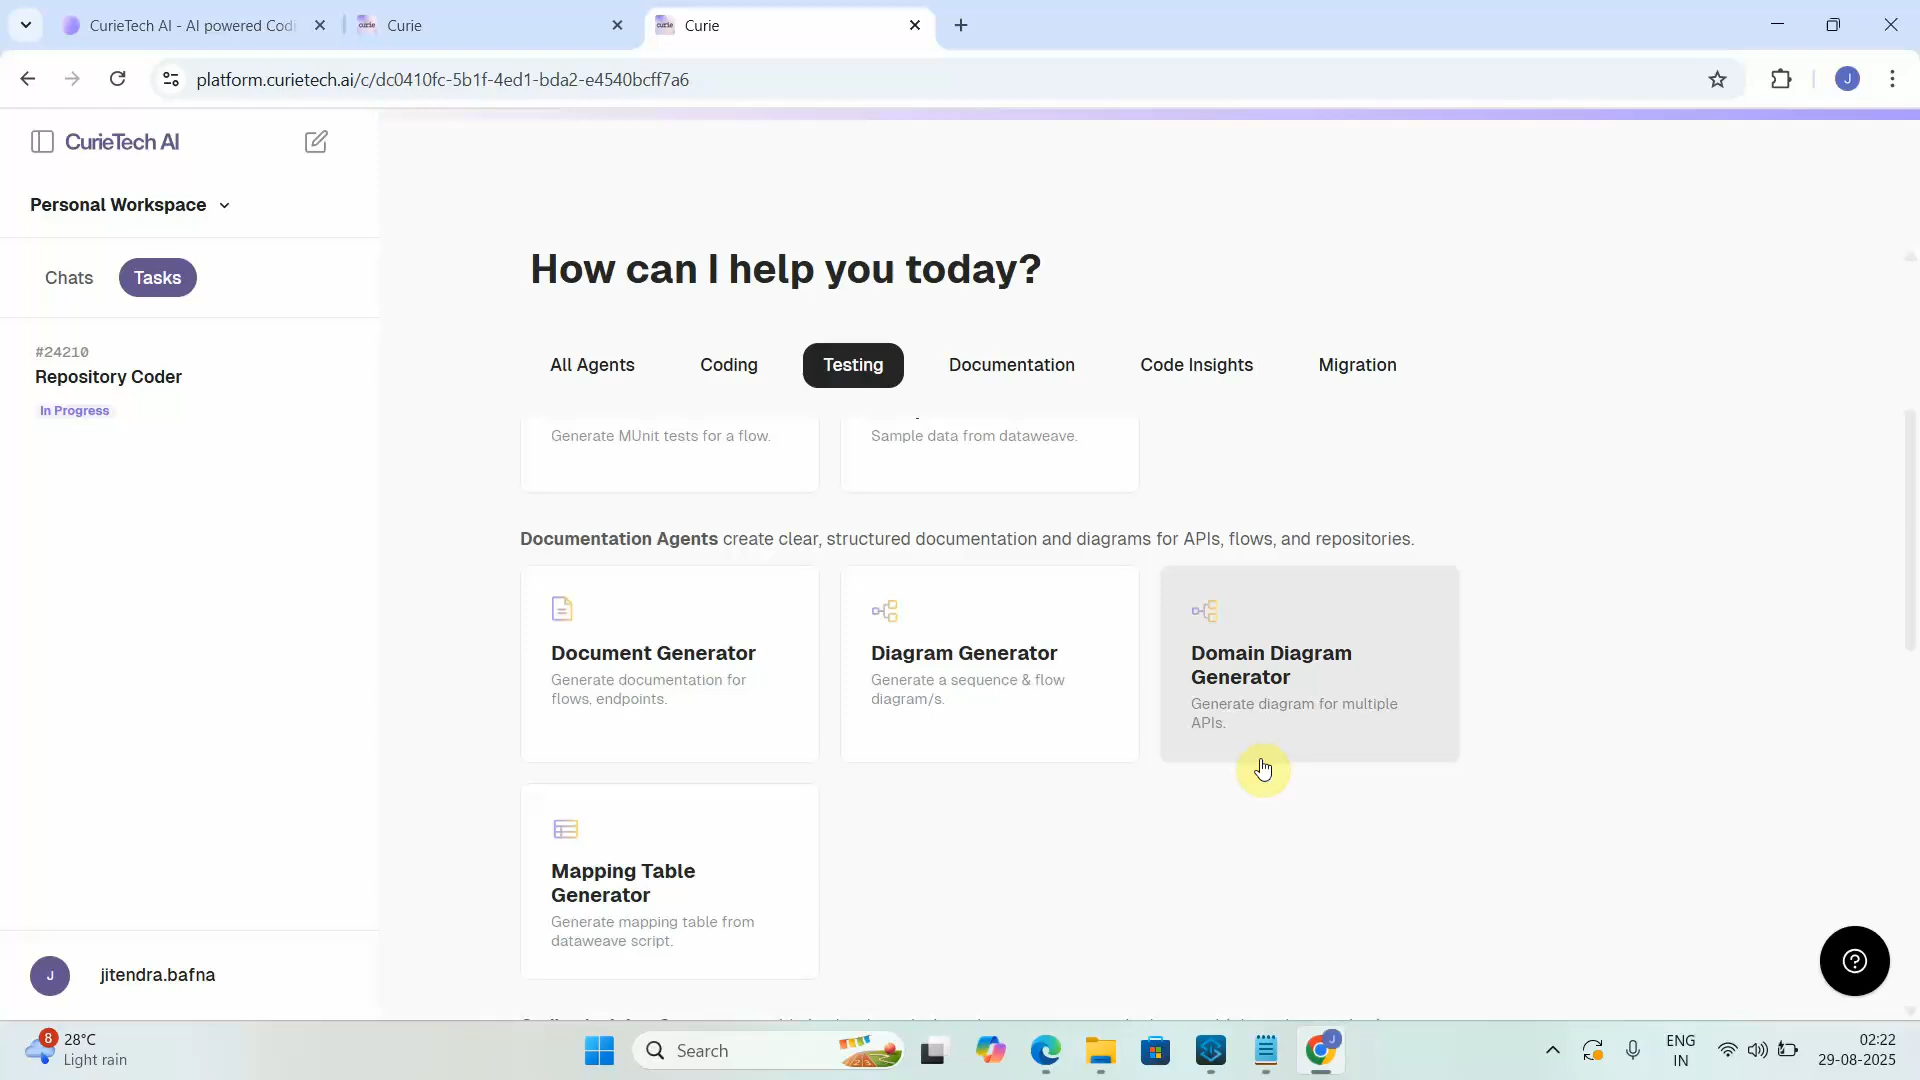 CurieTech AI - AI powered Codi
Curie
Curie
platform.curietech.ai/c/dc0410fc-5b1f-4ed1-bda2-e4540bcff7a6
J
CurieTech AI
Personal Workspace
Chats
Tasks
#24210
Repository Coder
In Progress
How can I help you today?
All Agents
Coding
Testing
Documentation
Code Insights
Migration
Generate MUnit tests for a flow.
Sample data from dataweave.
Documentation Agents create clear, structured documentation and diagrams for APIs, flows, and repositories.
Document Generator
Generate documentation for
flows, endpoints.
Diagram Generator
Generate a sequence & flow
diagram/s.
Domain Diagram
Generator
Generate diagram for multiple
APIs.
Mapping Table
Generator
Generate mapping table from
dataweave script.
J
jitendra.bafna
8
28°C
Light rain
Search
J
ENG
IN
02:22
29-08-2025